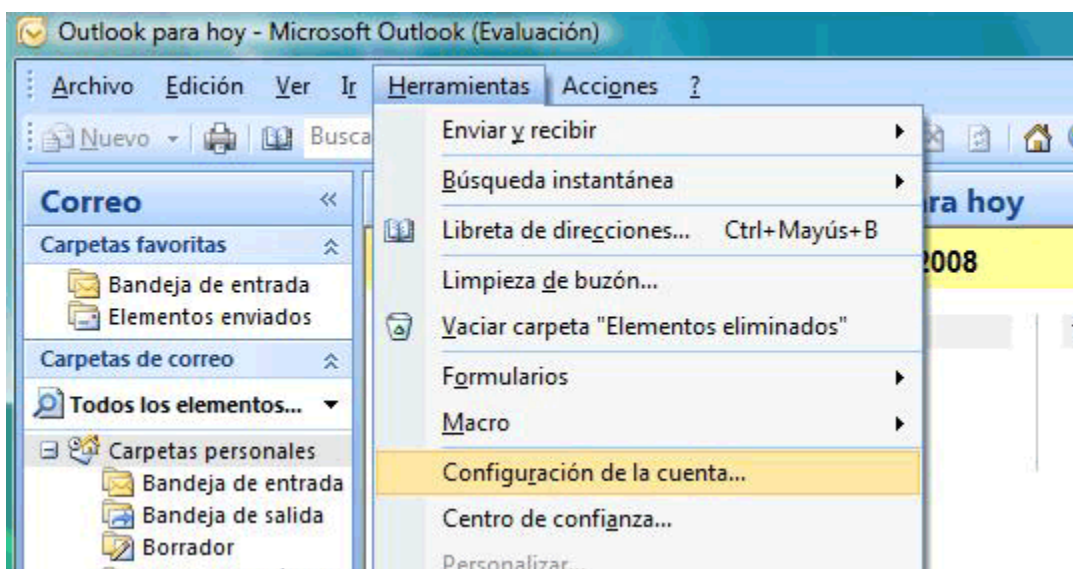 Outlook para hoy - Microsoft Outlook (Evaluación)
Archivo Edición Ver Ir Herramientas Acciones ?
Nuevo Busca
Enviar y recibir
Búsqueda instantánea
Libreta de direcciones... Ctrl+Mayús+B
Limpieza de buzón...
Vaciar carpeta "Elementos eliminados"
Formularios
Macro
Configuración de la cuenta...
Centro de confianza...
Personalizar...
Correo
Carpetas favoritas
Bandeja de entrada
Elementos enviados
Carpetas de correo
Todos los elementos...
Carpetas personales
Bandeja de entrada
Bandeja de salida
Borrador
ra hoy
2008